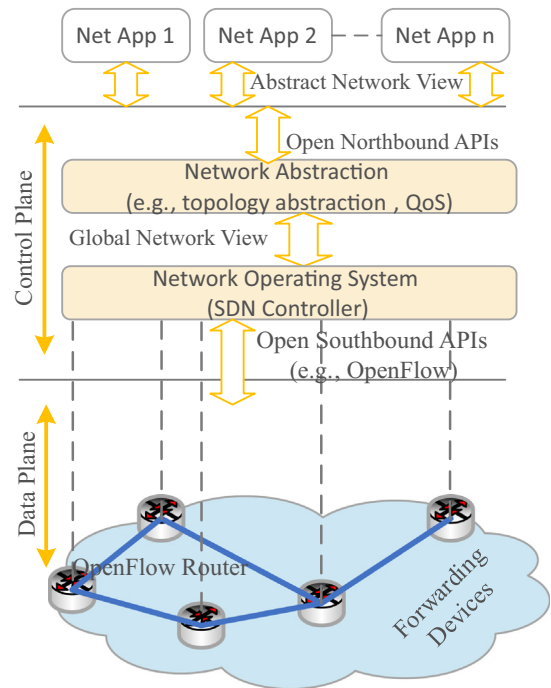 Net App 1
Net App 2
Net App n
Abstract Network View
Open Northbound APIs
Network Abstraction
(e.g., topology abstraction , QoS)
Global Network View
Network Operating System
(SDN Controller)
Control Plane
Open Southbound APIs
(e.g., OpenFlow)
Data Plane
OpenFlow Router
Forwarding
Devices